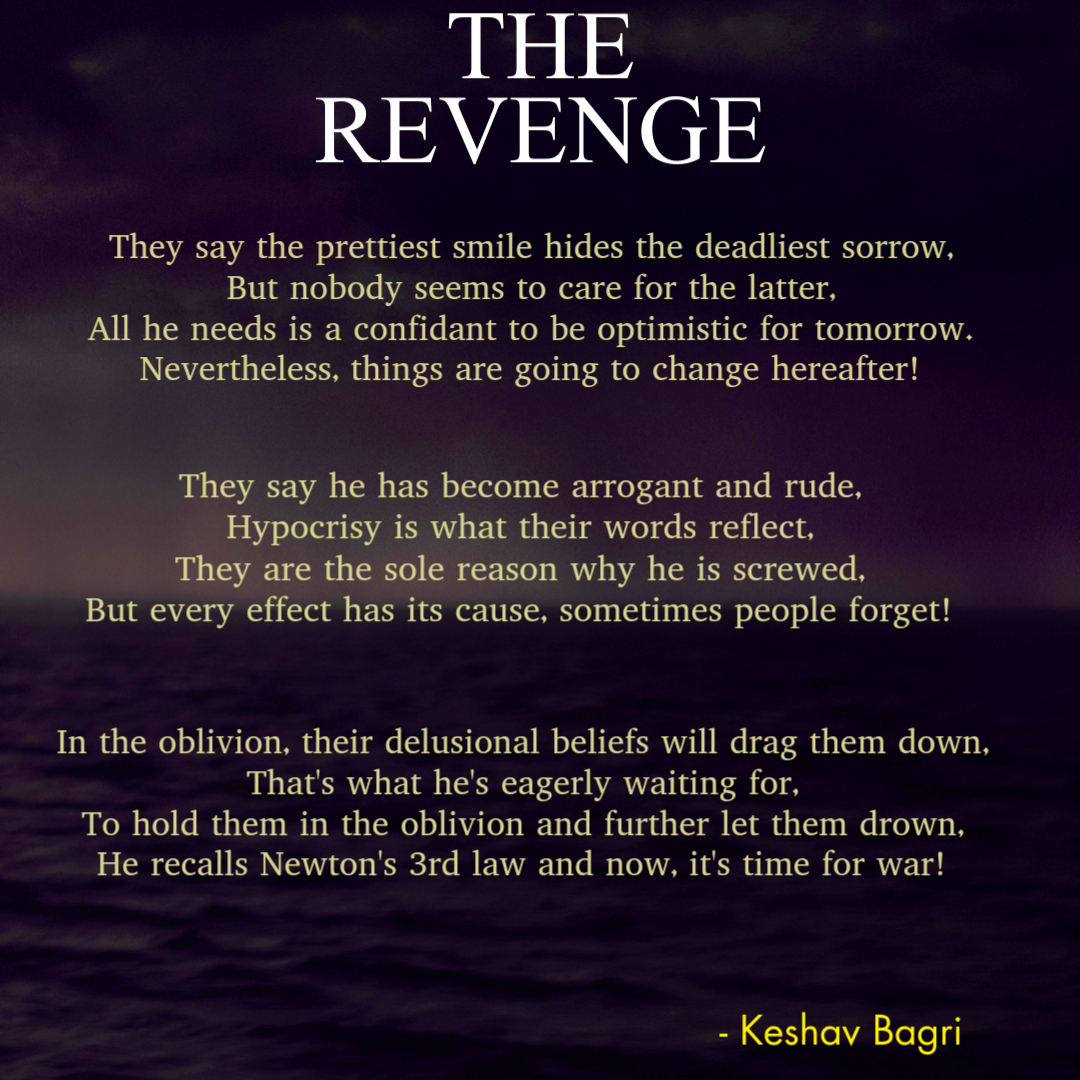 THE
REVENGE
They say the prettiest smile hides the deadliest sorrow,
But nobody seems to care for the latter,
All he needs is a confidant to be optimistic for tomorrow.
Nevertheless, things are going to change hereafter!
They say he has become arrogant and rude,
Hypocrisy is what their words reflect,
They are the sole reason why he is screwed,
But every effect has its cause, sometimes people forget!
In the oblivion, their delusional beliefs will drag them down,
That's what he's eagerly waiting for,
To hold them in the oblivion and further let them drown,
He recalls Newton's 3rd law and now, it's time for war!
- Keshav Bagri